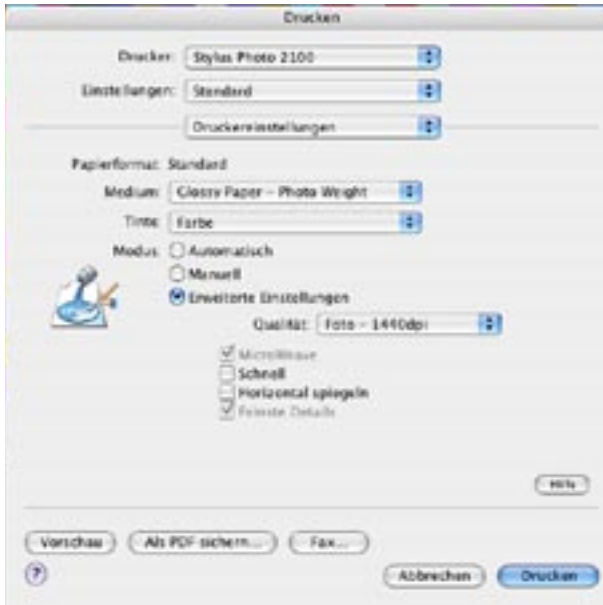 Drucken
Drucker: Stylus Photo 2100
Einstellungen: Standard
Druckereinstellungen
Papierformat: Standard
Medium: Glossy Paper - Photo Weight
Tinte: Farbe
Modus: Automatisch
Manuell
Erweiterte Einstellungen
Qualität: Foto - 1440dpi
MicroWeave
Schnell
Horizontal spiegeln
Feinste Details
Hilfe
Vorschau Als PDF sichern... Fax...
? Abbrechen Drucken